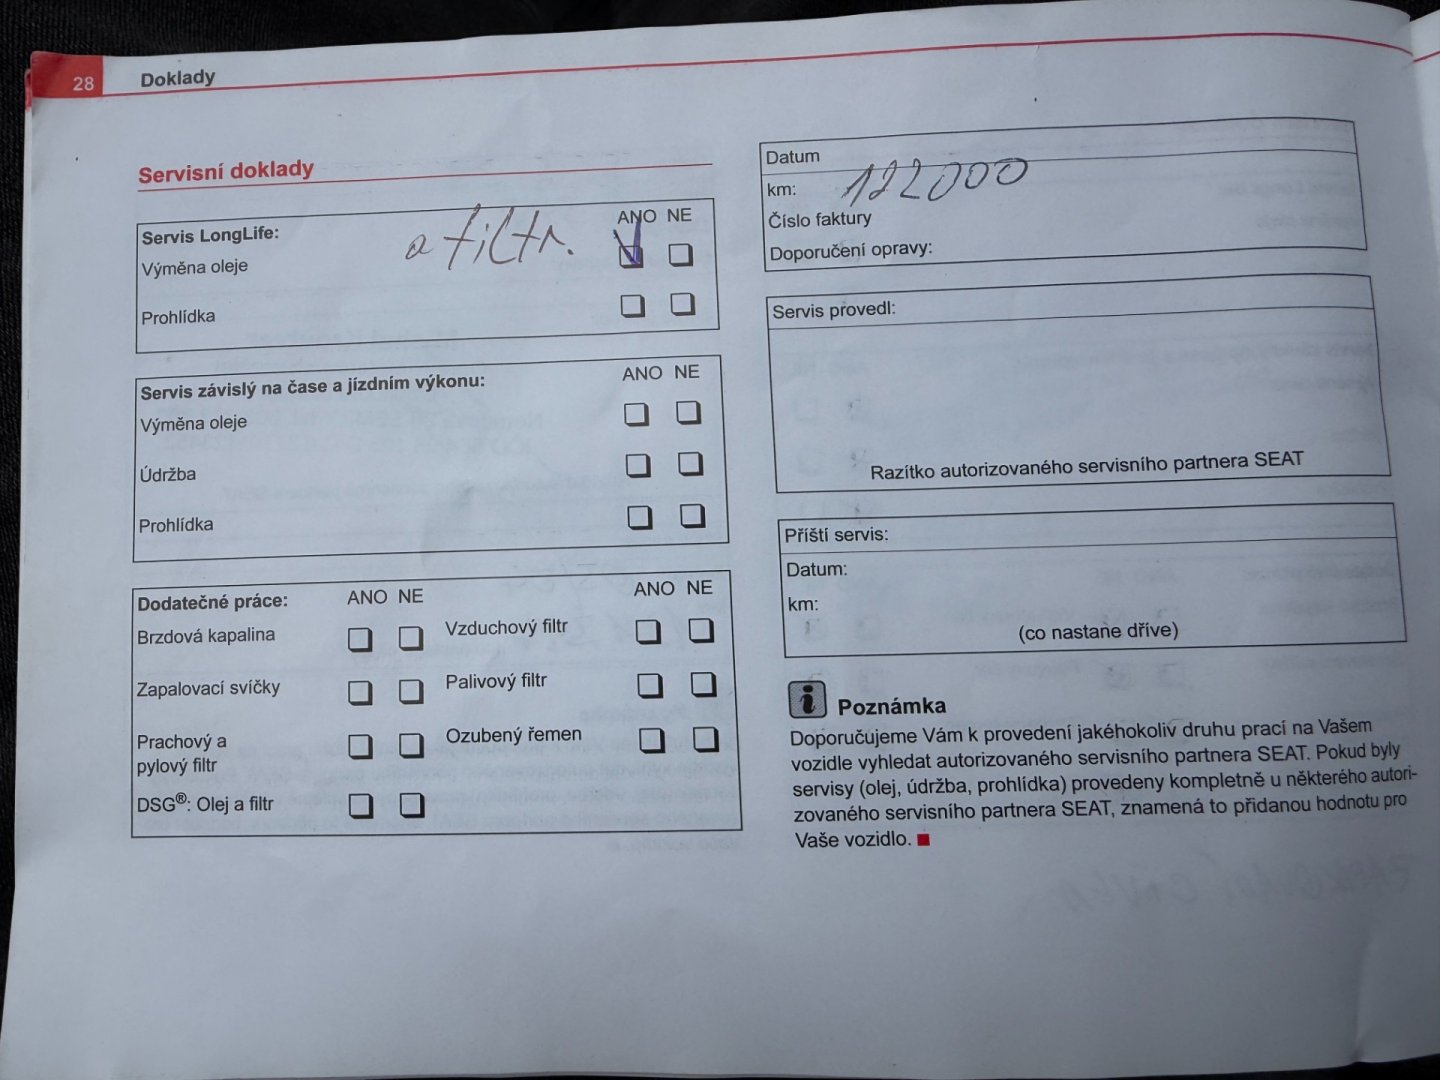 28 Doklady
Servisní doklady
Servis LongLife: ANO NE
Výměna oleje a filtr.
Prohlídka
Servis závislý na čase a jízdním výkonu: ANO NE
Výměna oleje
Údržba
Prohlídka
Dodatečné práce: ANO NE ANO NE
Brzdová kapalina Vzduchový filtr
Zapalovací svíčky Palivový filtr
Prachový a
pylový filtr Ozubený řemen
DSG®: Olej a filtr
Datum
km: 122000
Číslo faktury
Doporučení opravy:
Servis provedl:
Razítko autorizovaného servisního partnera SEAT
Příští servis:
Datum:
km:
(co nastane dříve)
Poznámka
Doporučujeme Vám k provedení jakéhokoliv druhu prací na Vašem
vozidle vyhledat autorizovaného servisního partnera SEAT. Pokud byly
servisy (olej, údržba, prohlídka) provedeny kompletně u některého autori-
zovaného servisního partnera SEAT, znamená to přidanou hodnotu pro
Vaše vozidlo.